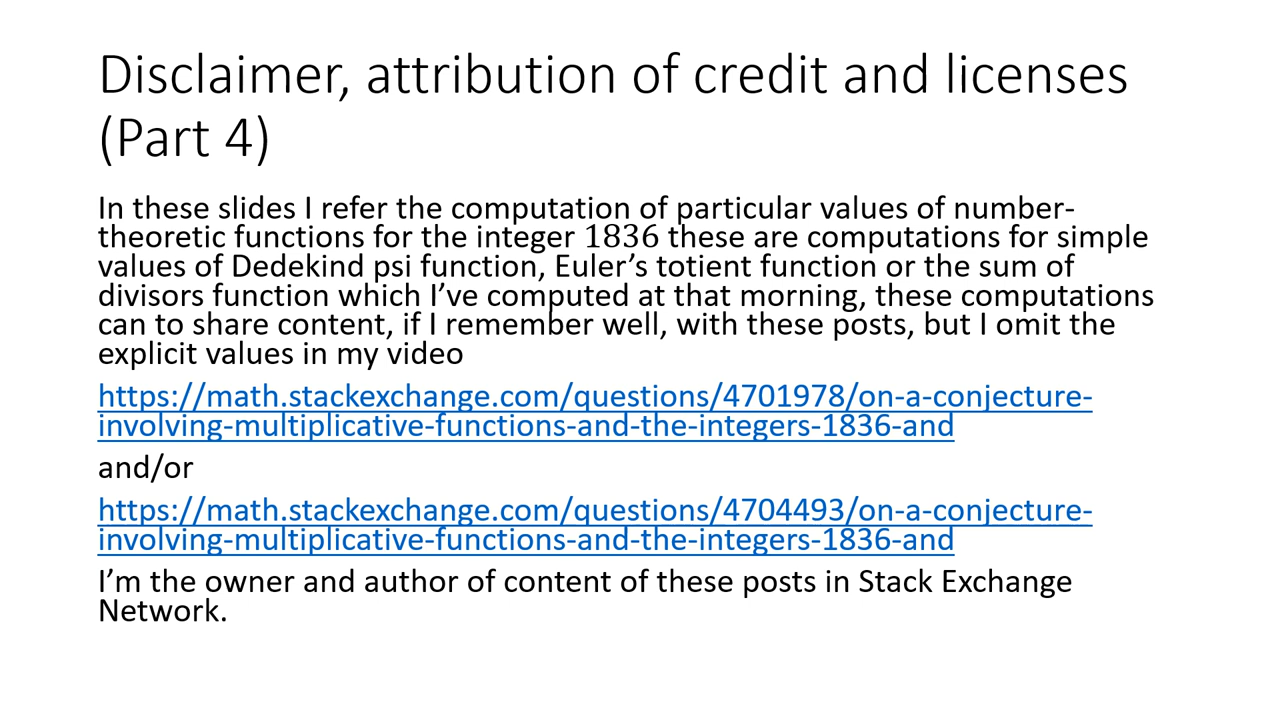 Disclaimer, attribution of credit and licenses
(Part 4)
In these slides I refer the computation of particular values of number-
theoretic functions for the integer 1836 these are computations for simple
values of Dedekind psi function, Euler’s totient function or the sum of
divisors function which I’ve computed at that morning, these computations
can to share content, if I remember well, with these posts, but I omit the
explicit values in my video
https://math.stackexchange.com/questions/4701978/on-a-conjecture-
involving-multiplicative-functions-and-the-integers-1836-and
and/or
https://math.stackexchange.com/questions/4704493/on-a-conjecture-
involving-multiplicative-functions-and-the-integers-1836-and
I’m the owner and author of content of these posts in Stack Exchange
Network.